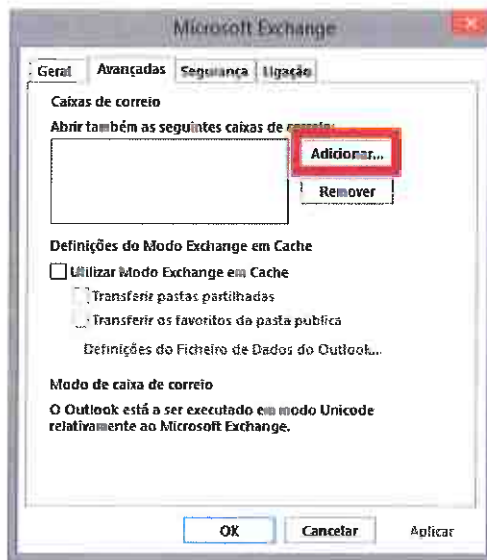 Microsoft Exchange
Geral Avançadas Segurança Ligação
Caixas de correio
Abrir também as seguintes caixas de correio:
Adicionar...
Remover
Definições do Modo Exchange em Cache
Utilizar Modo Exchange em Cache
Transferir pastas partilhadas
Transferir os favoritos da pasta publica
Definições do Ficheiro de Dados do Outlook...
Modo de caixa de correio
O Outlook está a ser executado em modo Unicode
relativamente ao Microsoft Exchange.
OK Cancelar Aplicar